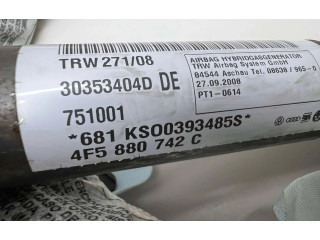 TRW 271/08
30353404D DE
751001
*681 KS00393485S*
4F5 880 742 C
AIRBAG HYBRIDGASGENERATOR
TRW Airbag System GmbH
84544 Aschau Tel. 08638 / 965-0
27.09.2008
PT1-0614